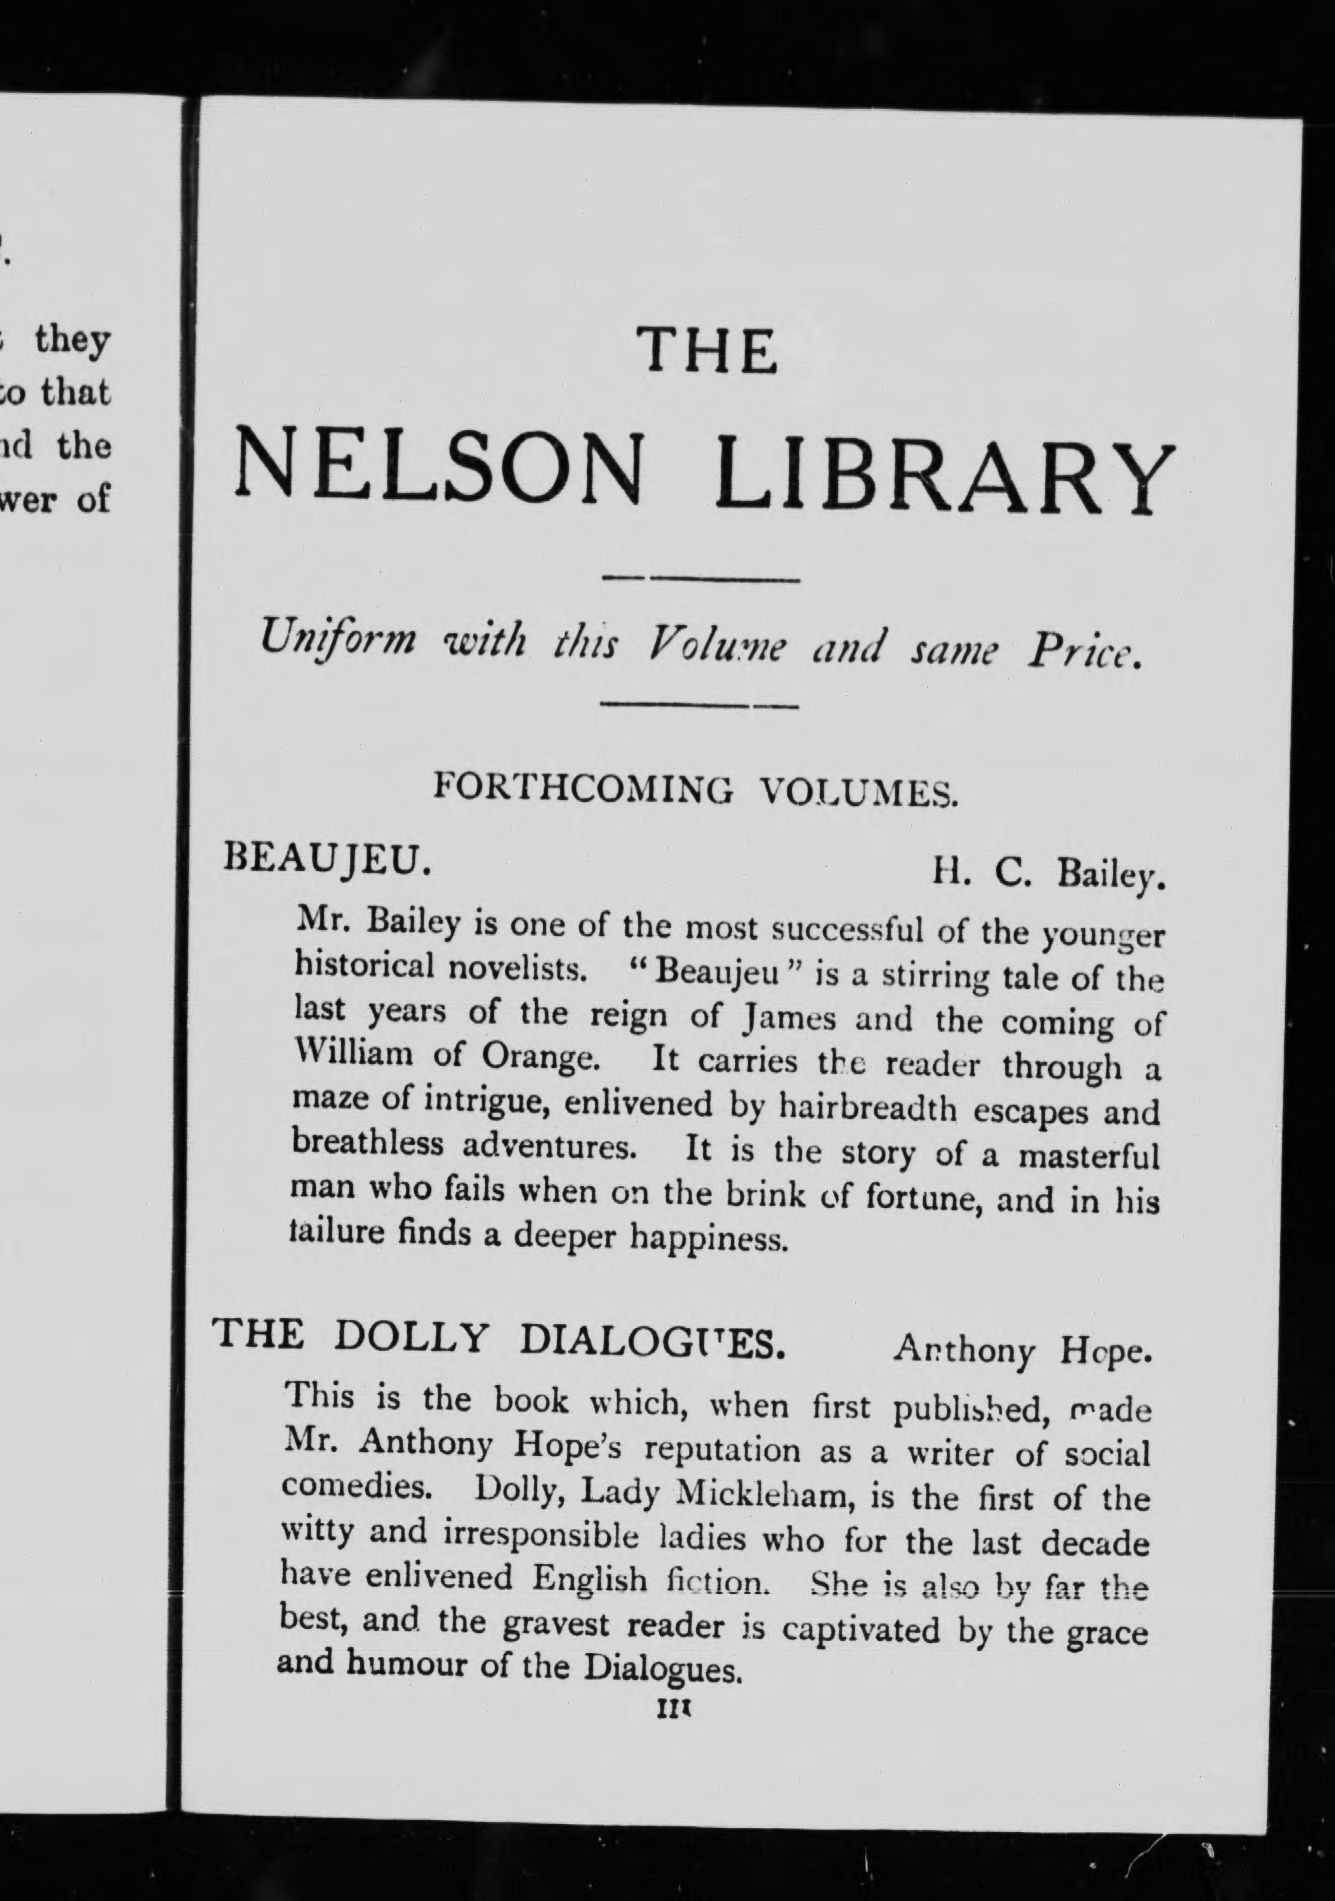 they
to that
the
of
THE
NELSON LIBRARY
Uniform with this Volume and same Price.
FORTHCOMING VOLUMES.
BEAUJEU. H. C. Bailey.
Mr. Bailey is one of the most successful of the younger
historical novelists. “Beaujeu” is a stirring tale of the
last years of the reign of James and the coming of
William of Orange. It carries the reader through a
maze of intrigue, enlivened by hairbreadth escapes and
breathless adventures. It is the story of a masterful
man who fails when on the brink of fortune, and in his
failure finds a deeper happiness.
THE DOLLY DIALOGUES. Anthony Hope.
This is the book which, when first published, made
Mr. Anthony Hope’s reputation as a writer of social
comedies. Dolly, Lady Mickleham, is the first of the
witty and irresponsible ladies who for the last decade
have enlivened English fiction. She is also by far the
best, and the gravest reader is captivated by the grace
and humour of the Dialogues.
III